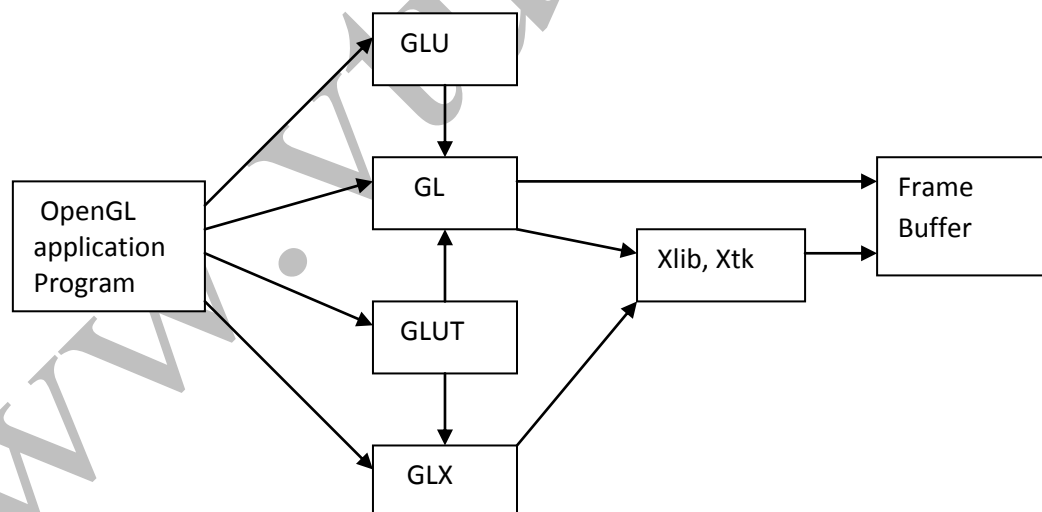 GLU
GL
OpenGL
application
Program
Frame
Buffer
Xlib, Xtk
GLUT
GLX